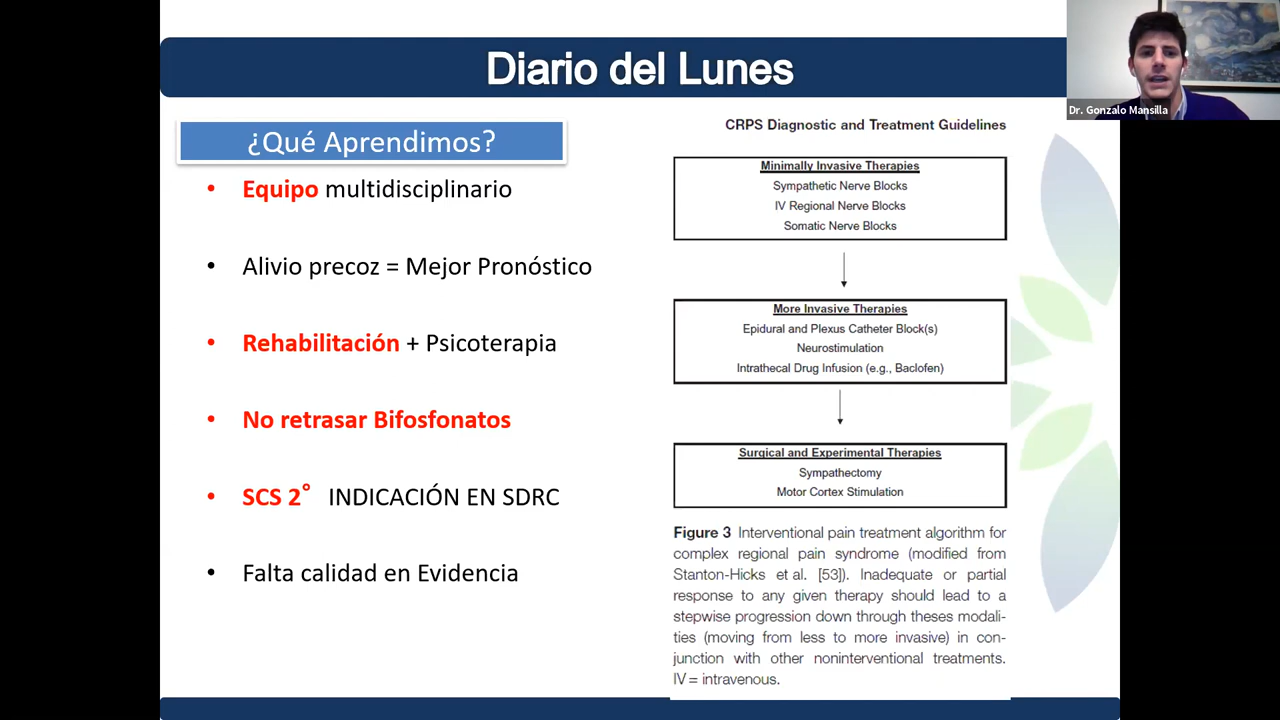 Diario del Lunes
Dr. Gonzalo Mansilla
¿Qué Aprendimos?
• Equipo multidisciplinario
• Alivio precoz = Mejor Pronóstico
• Rehabilitación + Psicoterapia
• No retrasar Bifosfonatos
• SCS 2° INDICACIÓN EN SDRC
• Falta calidad en Evidencia
CRPS Diagnostic and Treatment Guidelines
Minimally Invasive Therapies
Sympathetic Nerve Blocks
IV Regional Nerve Blocks
Somatic Nerve Blocks
More Invasive Therapies
Epidural and Plexus Catheter Block(s)
Neurostimulation
Intrathecal Drug Infusion (e.g., Baclofen)
Surgical and Experimental Therapies
Sympathectomy
Motor Cortex Stimulation
Figure 3 Interventional pain treatment algorithm for
complex regional pain syndrome (modified from
Stanton-Hicks et al. [53]). Inadequate or partial
response to any given therapy should lead to a
stepwise progression down through theses modali-
ties (moving from less to more invasive) in con-
junction with other noninterventional treatments.
IV = intravenous.